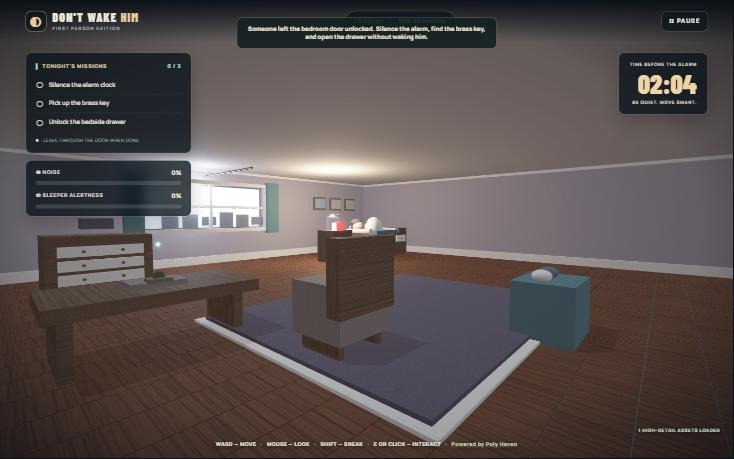 DON'T WAKE HIM
FIRST PERSON EDITION
Someone left the bedroom door unlocked. Silence the alarm, find the brass key,
and open the drawer without waking him.
PAUSE
TONIGHT'S MISSIONS 0 / 3
Silence the alarm clock
Pick up the brass key
Unlock the bedside drawer
LEAVE THROUGH THE DOOR WHEN DONE
NOISE 0%
SLEEPER ALERTNESS 0%
TIME BEFORE THE ALARM
02:04
BE QUIET. MOVE SMART.
1 HIGH-DETAIL ASSETS LOADED
WASD — MOVE · MOUSE — LOOK · SHIFT — SNEAK · E OR CLICK — INTERACT · Powered by Poly Haven